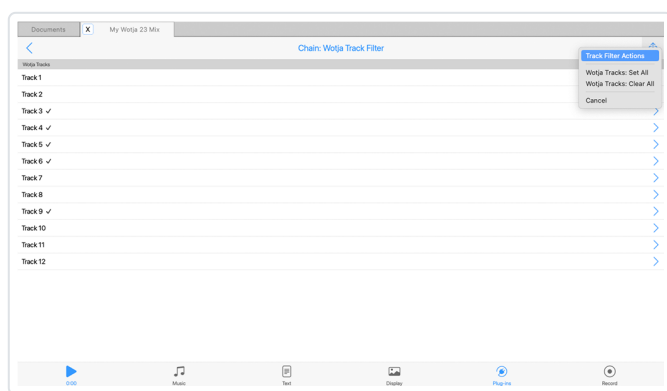 Documents
X
My Wotja 23 Mix
Chain: Wotja Track Filter
Track Filter Actions
Wotja Tracks: Set All
Wotja Tracks: Clear All
Cancel
Wotja Tracks
Track 1
Track 2
Track 3 ✓
Track 4 ✓
Track 5 ✓
Track 6 ✓
Track 7
Track 8
Track 9 ✓
Track 10
Track 11
Track 12
0:00
Music
Text
Display
Plug-ins
Record